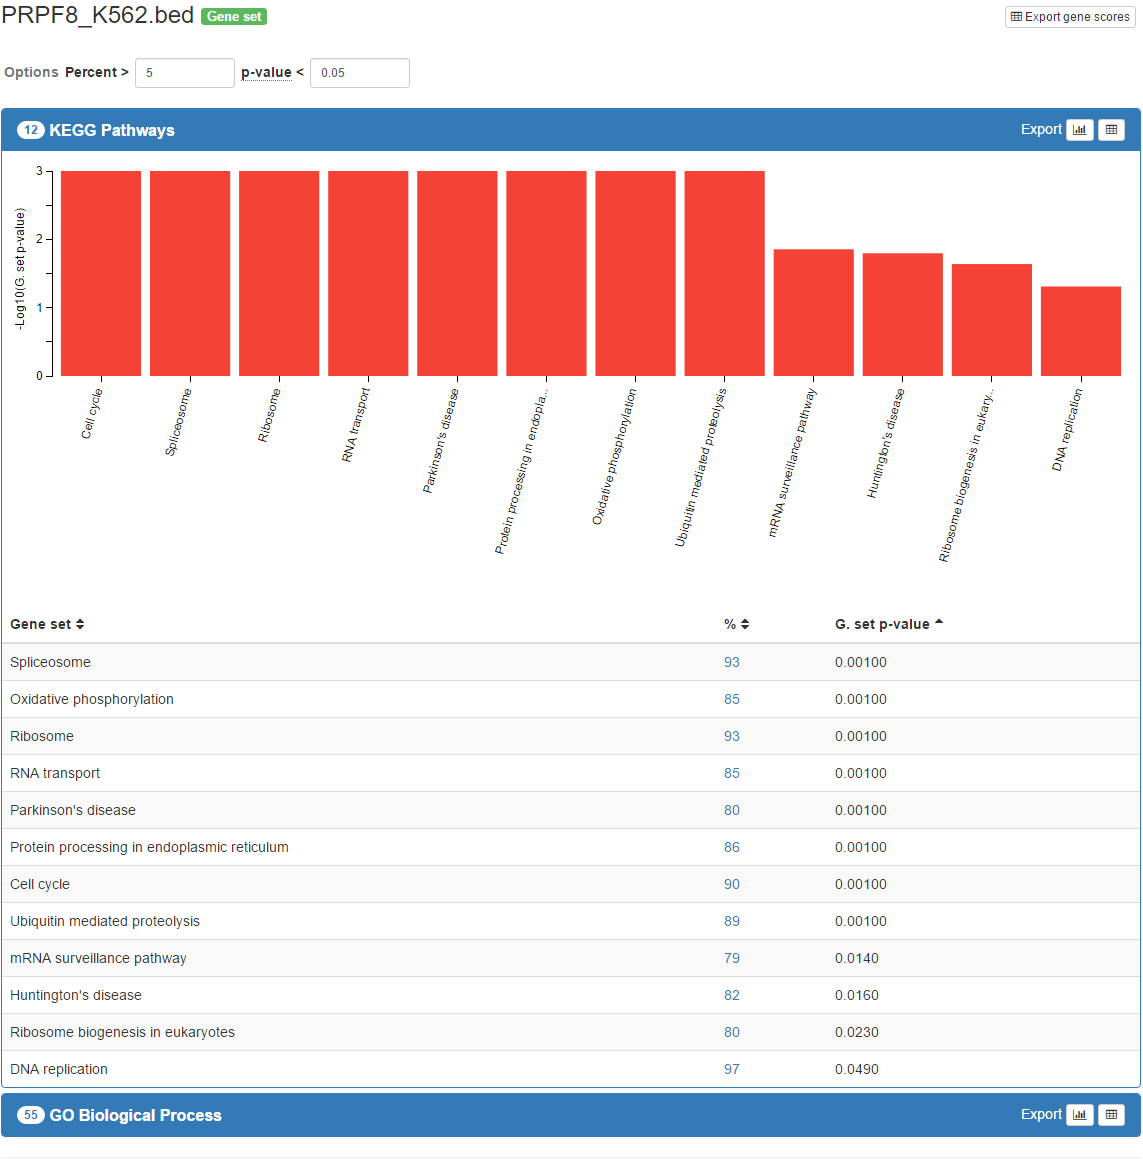 PRPF8_K562.bed Gene set
Export gene scores
Options Percent > 5 p-value < 0.05
12 KEGG Pathways Export
-Log10(G. set p-value)
3
2
1
0
Cell cycle
Spliceosome
Ribosome
RNA transport
Parkinson's disease
Protein processing in endopla...
Oxidative phosphorylation
Ubiquitin mediated proteolysis
mRNA surveillance pathway
Huntington's disease
Ribosome biogenesis in eukary...
DNA replication
Gene set % G. set p-value
Spliceosome 93 0.00100
Oxidative phosphorylation 85 0.00100
Ribosome 93 0.00100
RNA transport 85 0.00100
Parkinson's disease 80 0.00100
Protein processing in endoplasmic reticulum 86 0.00100
Cell cycle 90 0.00100
Ubiquitin mediated proteolysis 89 0.00100
mRNA surveillance pathway 79 0.0140
Huntington's disease 82 0.0160
Ribosome biogenesis in eukaryotes 80 0.0230
DNA replication 97 0.0490
55 GO Biological Process Export